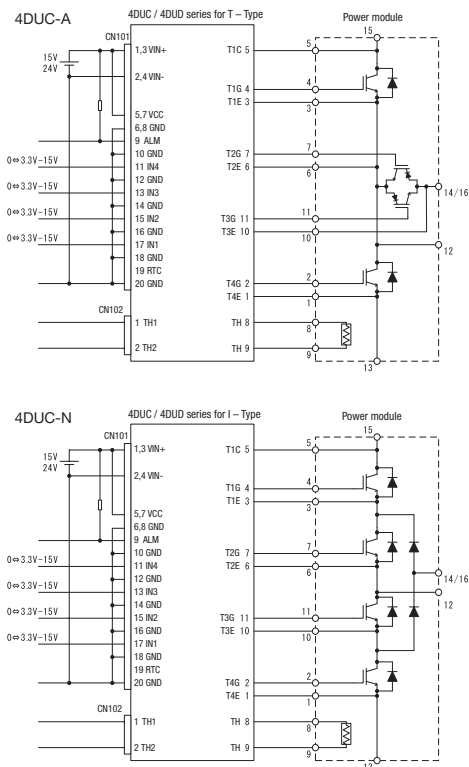 4DUC-A
4DUC / 4DUD series for T – Type
Power module
CN101
15V
24V
1,3 VIN+
2,4 VIN-
5,7 VCC
6,8 GND
9 ALM
10 GND
11 IN4
12 GND
13 IN3
14 GND
15 IN2
16 GND
17 IN1
18 GND
19 RTC
20 GND
0⇔3.3V-15V
0⇔3.3V-15V
0⇔3.3V-15V
0⇔3.3V-15V
CN102
1 TH1
2 TH2
T1C 5
T1G 4
T1E 3
T2G 7
T2E 6
T3G 11
T3E 10
T4G 2
T4E 1
TH 8
TH 9
5
4
3
7
6
11
10
2
1
8
9
15
14/16
12
13
4DUC-N
4DUC / 4DUD series for I – Type
Power module
CN101
15V
24V
1,3 VIN+
2,4 VIN-
5,7 VCC
6,8 GND
9 ALM
10 GND
11 IN4
12 GND
13 IN3
14 GND
15 IN2
16 GND
17 IN1
18 GND
19 RTC
20 GND
0⇔3.3V-15V
0⇔3.3V-15V
0⇔3.3V-15V
0⇔3.3V-15V
CN102
1 TH1
2 TH2
T1C 5
T1G 4
T1E 3
T2G 7
T2E 6
T3G 11
T3E 10
T4G 2
T4E 1
TH 8
TH 9
5
4
3
7
6
11
10
2
1
8
9
15
14/16
12
13